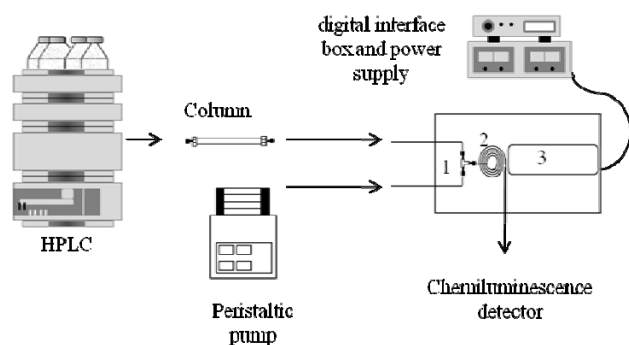 digital interface
box and power
supply
Column
1
2
3
HPLC
Peristaltic
pump
Chemiluminescence
detector